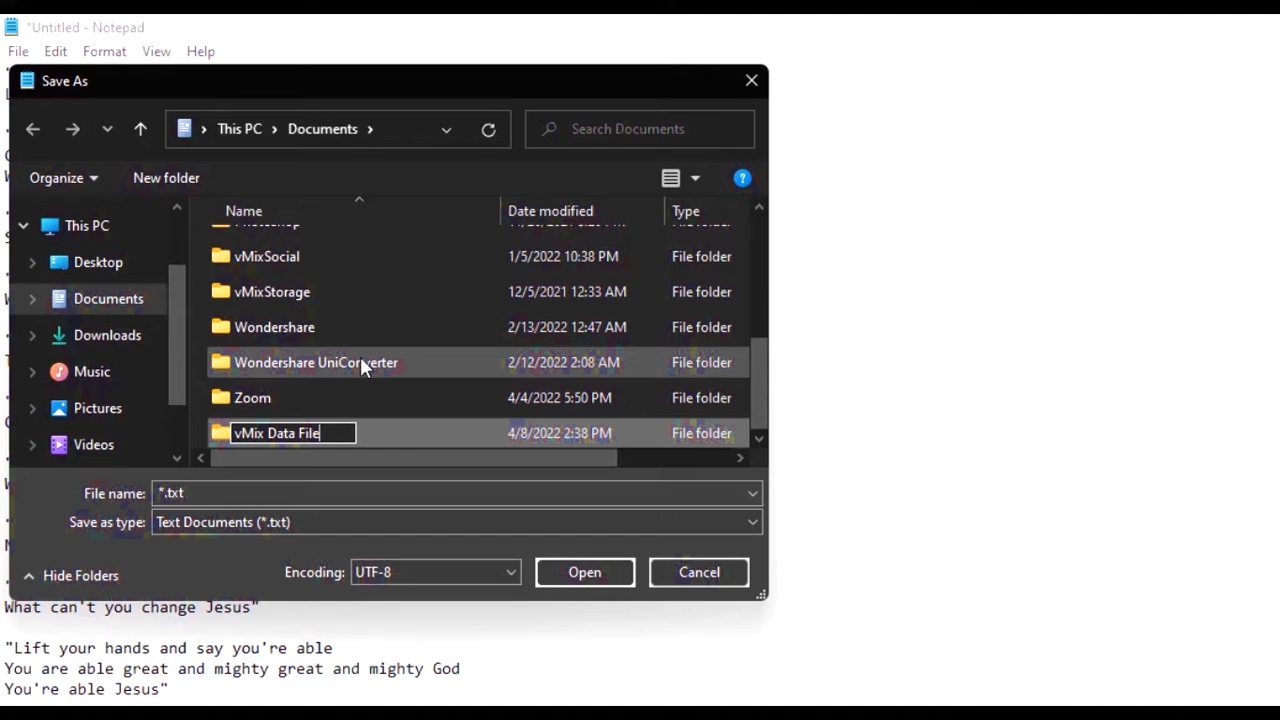 *Untitled - Notepad
File Edit Format View Help
Save As
This PC > Documents >
Search Documents
Organize New folder
Name Date modified Type
This PC
Desktop
Documents
Downloads
Music
Pictures
Videos
vMixSocial 1/5/2022 10:38 PM File folder
vMixStorage 12/5/2021 12:33 AM File folder
Wondershare 2/13/2022 12:47 AM File folder
Wondershare UniConverter 2/12/2022 2:08 AM File folder
Zoom 4/4/2022 5:50 PM File folder
vMix Data File 4/8/2022 2:38 PM File folder
File name: *.txt
Save as type: Text Documents (*.txt)
Hide Folders Encoding: UTF-8 Open Cancel
What can't you change Jesus"
"Lift your hands and say you're able
You are able great and mighty great and mighty God
You're able Jesus"